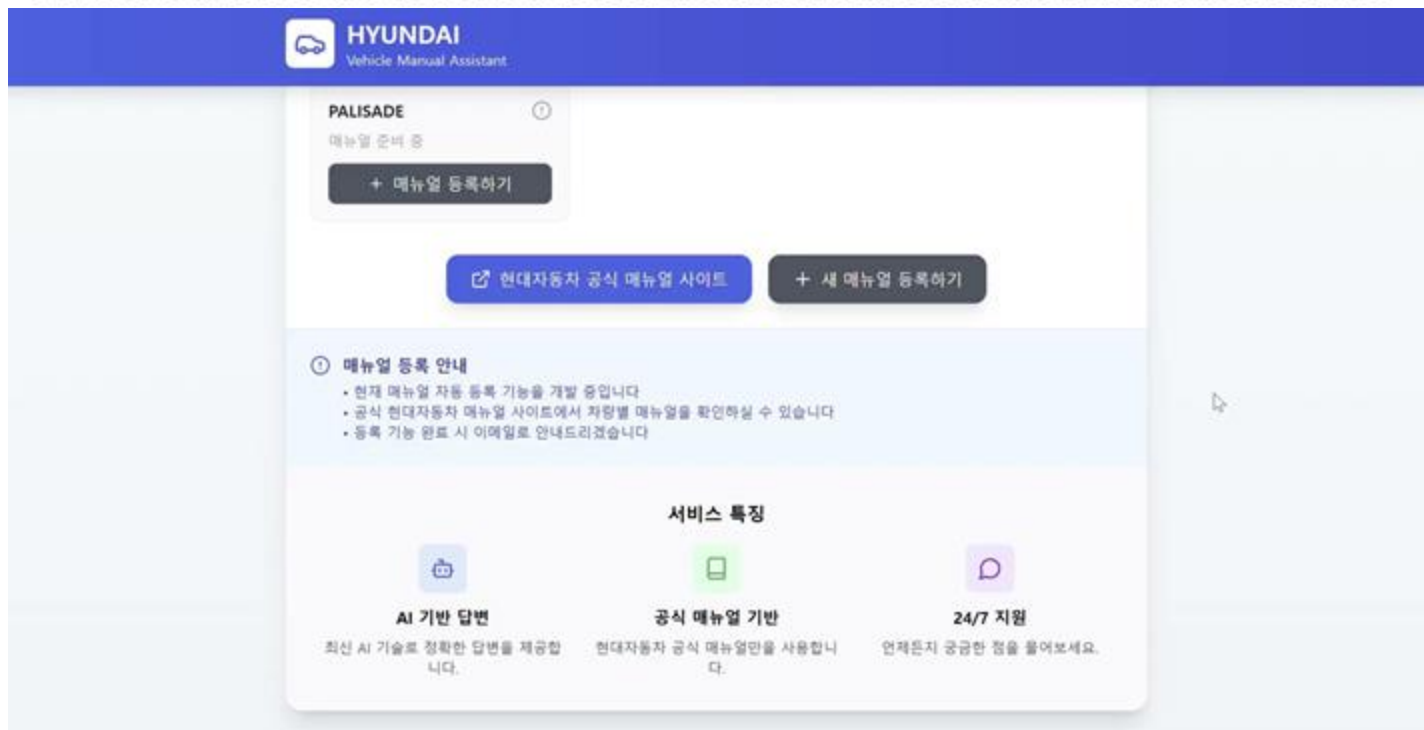 HYUNDAI
Vehicle Manual Assistant
PALISADE
매뉴얼 준비 중
+ 매뉴얼 등록하기
현대자동차 공식 매뉴얼 사이트
+ 새 매뉴얼 등록하기
매뉴얼 등록 안내
• 현재 매뉴얼 자동 등록 기능을 개발 중입니다
• 공식 현대자동차 매뉴얼 사이트에서 차량별 매뉴얼을 확인하실 수 있습니다
• 등록 기능 완료 시 이메일로 안내드리겠습니다
서비스 특징
AI 기반 답변
최신 AI 기술로 정확한 답변을 제공합
니다.
공식 매뉴얼 기반
현대자동차 공식 매뉴얼만을 사용합니
다.
24/7 지원
언제든지 궁금한 점을 물어보세요.